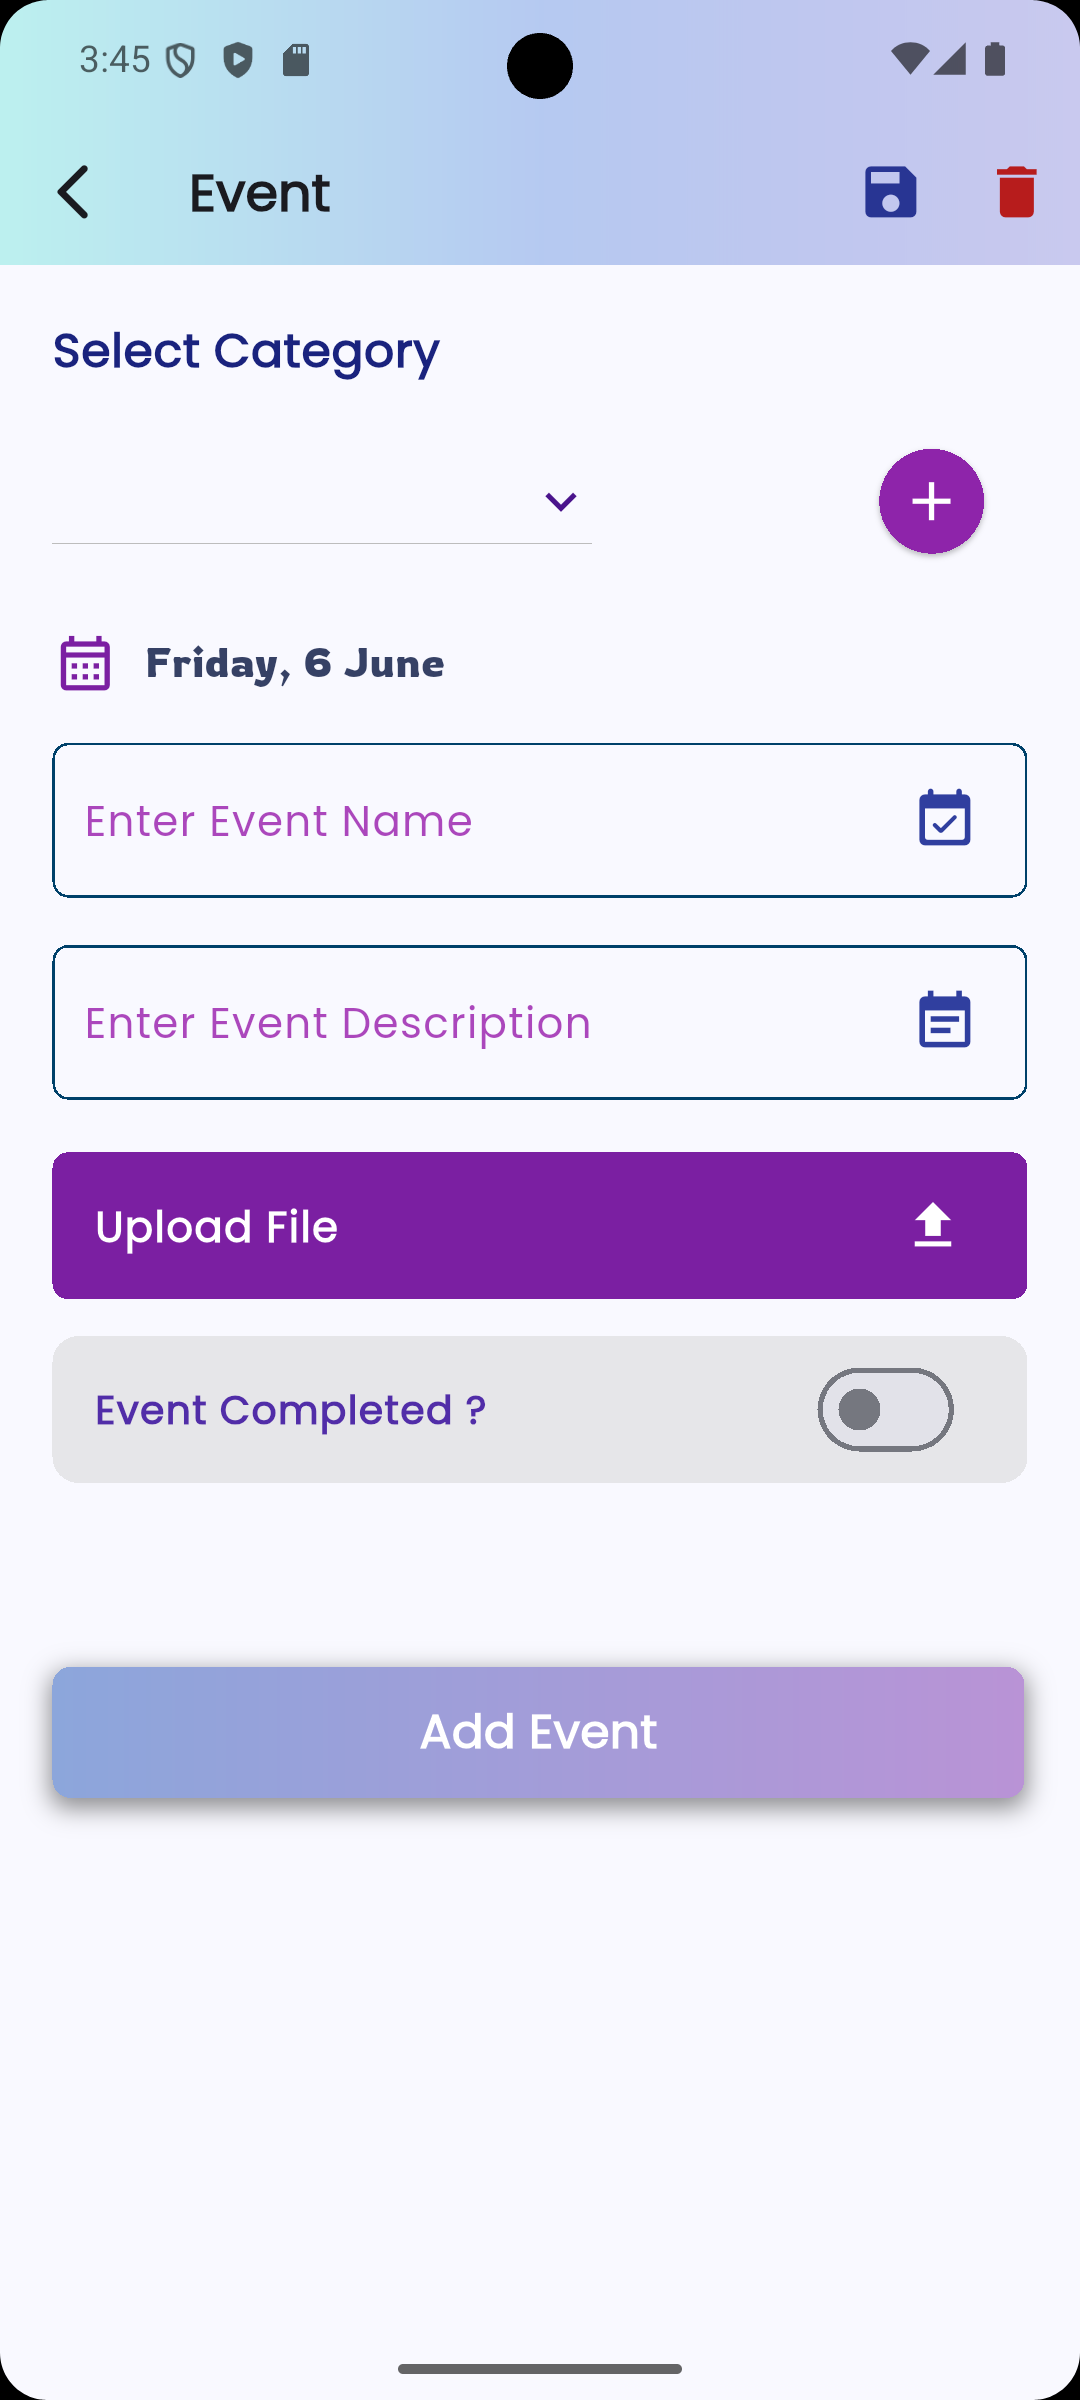 3:45
Event
Select Category
Friday, 6 June
Enter Event Name
Enter Event Description
Upload File
Event Completed ?
Add Event